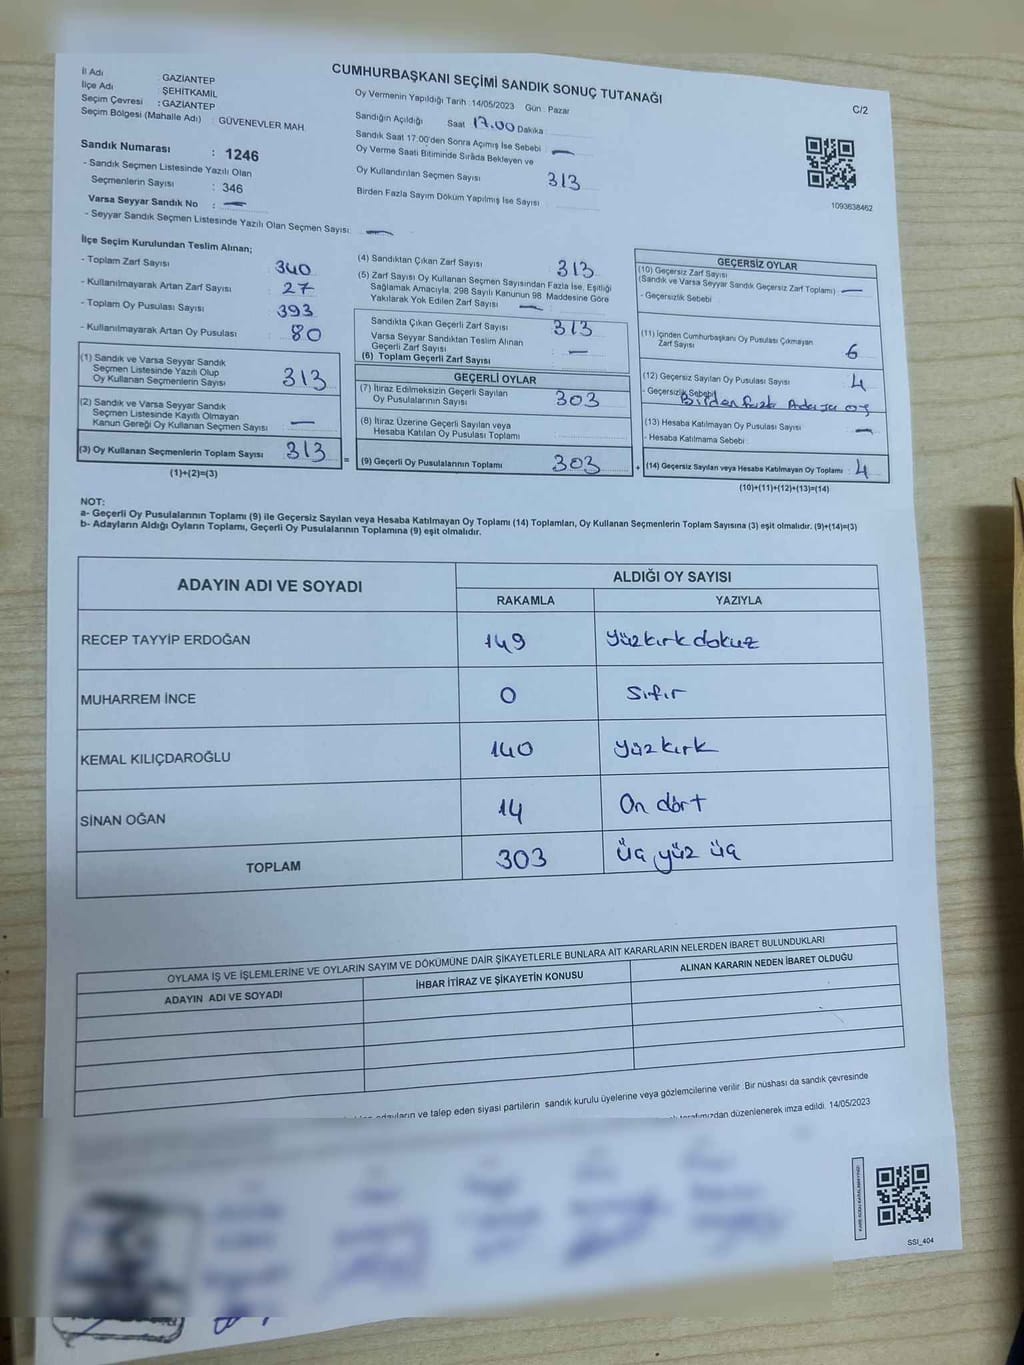 CUMHURBAŞKANI SEÇİMİ SANDIK SONUÇ TUTANAĞI
C/2
İl Adı : GAZİANTEP
İlçe Adı : ŞEHİTKAMİL
Seçim Çevresi : GAZİANTEP
Seçim Bölgesi (Mahalle Adı) : GÜVENEVLER MAH.
Sandık Numarası : 1246
- Sandık Seçmen Listesinde Yazılı Olan
Seçmenlerin Sayısı : 346
Varsa Seyyar Sandık No : —
- Seyyar Sandık Seçmen Listesinde Yazılı Olan Seçmen Sayısı: —
Oy Vermenin Yapıldığı Tarih : 14/05/2023 Gün : Pazar
Sandığın Açıldığı Saat 17.00 Dakika :
Sandık Saat 17:00'den Sonra Açımış İse Sebebi : —
Oy Verme Saati Bitiminde Sırada Bekleyen ve
Oy Kullandırılan Seçmen Sayısı 313
Birden Fazla Sayım Döküm Yapılmış İse Sayısı :
1093638462
İlçe Seçim Kurulundan Teslim Alınan;
- Toplam Zarf Sayısı : 340
- Kullanılmayarak Artan Zarf Sayısı : 27
- Toplam Oy Pusulası Sayısı : 393
- Kullanılmayarak Artan Oy Pusulası : 80
(1) Sandık ve Varsa Seyyar Sandık
Seçmen Listesinde Yazılı Olup
Oy Kullanan Seçmenlerin Sayısı : 313
(2) Sandık ve Varsa Seyyar Sandık
Seçmen Listesinde Kayıtlı Olmayan
Kanun Gereği Oy Kullanan Seçmen Sayısı : —
(3) Oy Kullanan Seçmenlerin Toplam Sayısı : 313
(1)+(2)=(3)
(4) Sandıktan Çıkan Zarf Sayısı : 313
(5) Zarf Sayısı Oy Kullanan Seçmen Sayısından Fazla İse, Eşitliği
Sağlamak Amacıyla; 298 Sayılı Kanunun 98. Maddesine Göre
Yakılarak Yok Edilen Zarf Sayısı : —
Sandıkta Çıkan Geçerli Zarf Sayısı : 313
Varsa Seyyar Sandıktan Teslim Alınan
Geçerli Zarf Sayısı : —
(6) Toplam Geçerli Zarf Sayısı
GEÇERLİ OYLAR
(7) İtiraz Edilmeksizin Geçerli Sayılan
Oy Pusulalarının Sayısı : 303
(8) İtiraz Üzerine Geçerli Sayılan veya
Hesaba Katılan Oy Pusulası Toplamı :
(9) Geçerli Oy Pusulalarının Toplamı : 303
=
+
GEÇERSİZ OYLAR
(10) Geçersiz Zarf Sayısı
(Sandık ve Varsa Seyyar Sandık Geçersiz Zarf Toplamı) : —
- Geçersizlik Sebebi :
(11) İçinden Cumhurbaşkanı Oy Pusulası Çıkmayan
Zarf Sayısı : 6
(12) Geçersiz Sayılan Oy Pusulası Sayısı : 4
- Geçersizlik Sebebi : Birden fazla Adaya oy
(13) Hesaba Katılmayan Oy Pusulası Sayısı : —
- Hesaba Katılmama Sebebi :
(14) Geçersiz Sayılan veya Hesaba Katılmayan Oy Toplamı : 4
(10)+(11)+(12)+(13)=(14)
NOT:
a- Geçerli Oy Pusulalarının Toplamı (9) ile Geçersiz Sayılan veya Hesaba Katılmayan Oy Toplamı (14) Toplamları, Oy Kullanan Seçmenlerin Toplam Sayısına (3) eşit olmalıdır. (9)+(14)=(3)
b- Adayların Aldığı Oyların Toplamı, Geçerli Oy Pusulalarının Toplamına (9) eşit olmalıdır.
ADAYIN ADI VE SOYADI ALDIĞI OY SAYISI
RAKAMLA YAZIYLA
RECEP TAYYİP ERDOĞAN 149 Yüzkırkdokuz
MUHARREM İNCE 0 Sıfır
KEMAL KILIÇDAROĞLU 140 Yüzkırk
SİNAN OĞAN 14 On dört
TOPLAM 303 Üç yüz üç
OYLAMA İŞ VE İŞLEMLERİNE VE OYLARIN SAYIM VE DÖKÜMÜNE DAİR ŞİKAYETLERLE BUNLARA AİT KARARLARIN NELERDEN İBARET BULUNDUKLARI
ADAYIN ADI VE SOYADI İHBAR İTİRAZ VE ŞİKAYETİN KONUSU ALINAN KARARIN NEDEN İBARET OLDUĞU
adayların ve talep eden siyasi partilerin sandık kurulu üyelerine veya gözlemcilerine verilir. Bir nüshası da sandık çevresinde
tarafımızdan düzenlenerek imza edildi. 14/05/2023
SSI_404